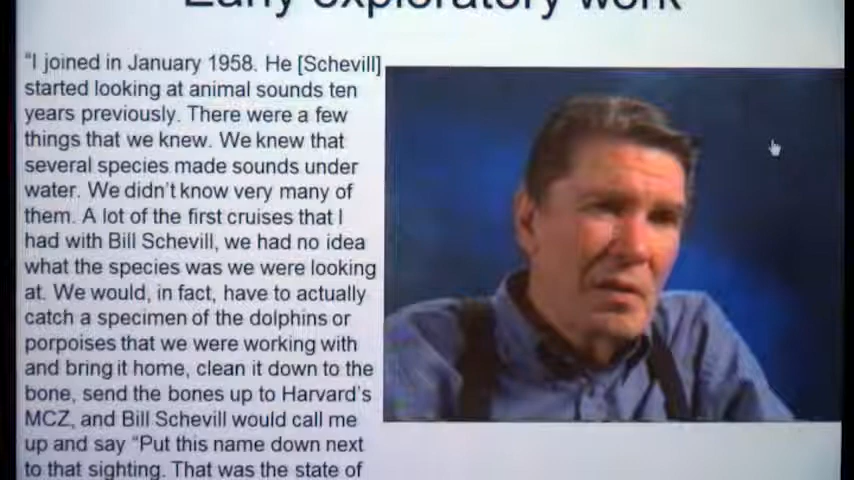 Early exploratory work
"I joined in January 1958. He [Schevill]
started looking at animal sounds ten
years previously. There were a few
things that we knew. We knew that
several species made sounds under
water. We didn't know very many of
them. A lot of the first cruises that I
had with Bill Schevill, we had no idea
what the species was we were looking
at. We would, in fact, have to actually
catch a specimen of the dolphins or
porpoises that we were working with
and bring it home, clean it down to the
bone, send the bones up to Harvard's
MCZ, and Bill Schevill would call me
up and say "Put this name down next
to that sighting. That was the state of